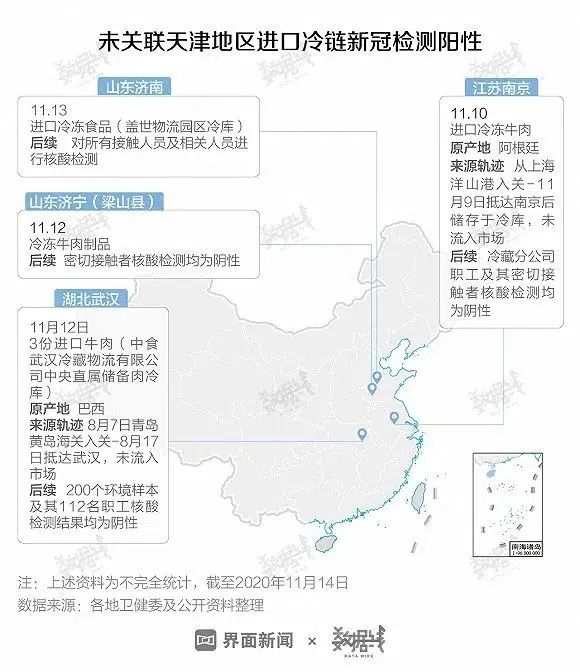 未关联天津地区进口冷链新冠检测阳性
山东济南
11.13
进口冷冻食品（盖世物流园区冷库）
后续 对所有接触人员及相关人员进
行核酸检测
山东济宁（梁山县）
11.12
冷冻牛肉制品
后续 密切接触者核酸检测均为阴性
湖北武汉
11月12日
3份进口牛肉（中食
武汉冷藏物流有限公
司中央直属储备肉冷
库）
原产地 巴西
来源轨迹 8月7日青岛
黄岛海关入关-8月17
日抵达武汉，未流入
市场
后续 200个环境样本
及其112名职工核酸
检测结果均为阴性
江苏南京
11.10
进口冷冻牛肉
原产地 阿根廷
来源轨迹 从上海
洋山港入关-11
月9日抵达南京后
储存于冷库，未
流入市场
后续 冷藏分公司
职工及其密切接
触者核酸检测均
为阴性
南海诸岛
注：上述资料为不完全统计，截至2020年11月14日
数据来源：各地卫健委及公开资料整理
界面新闻 × 数据线
DATA WIRE